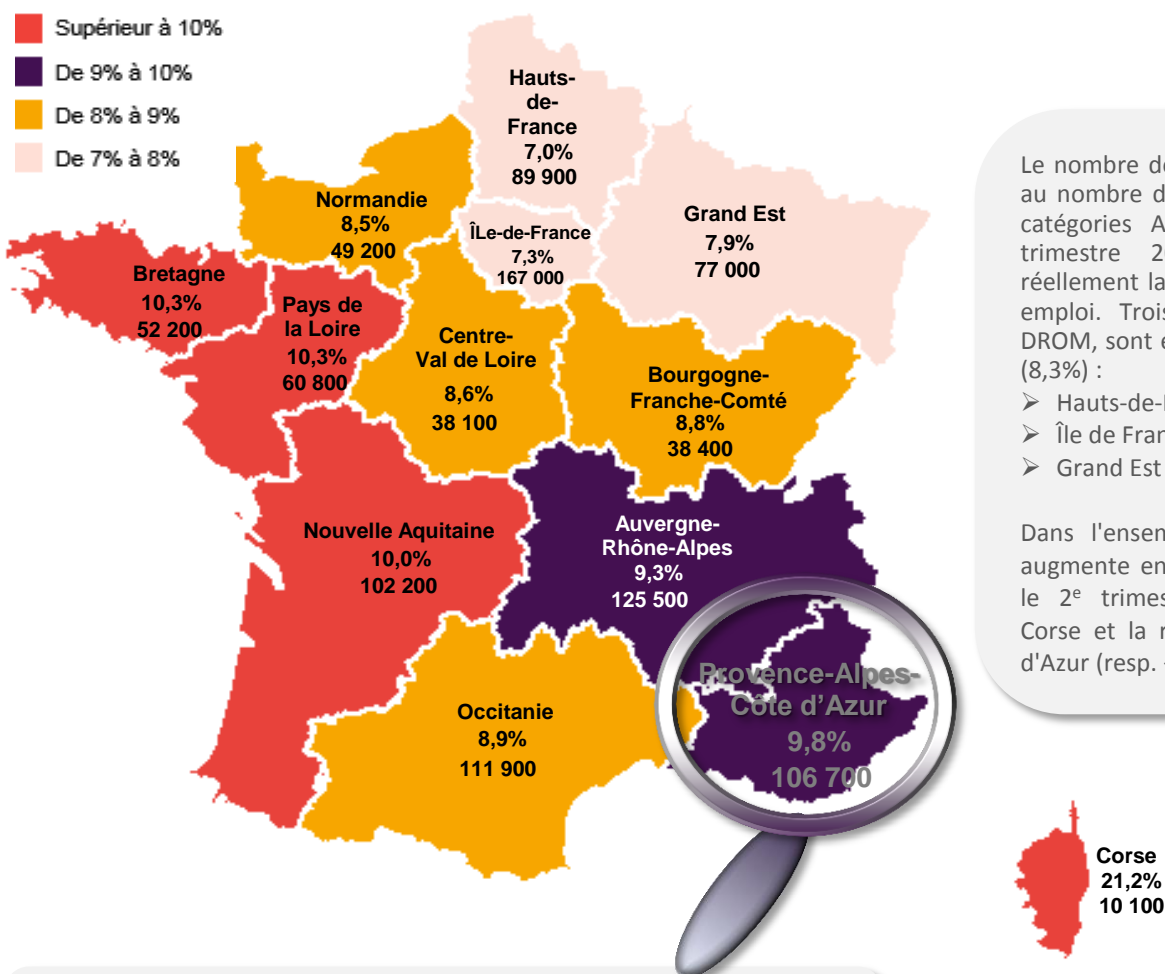 Supérieur à 10%
De 9% à 10%
De 8% à 9%
De 7% à 8%
Hauts-
de-
France
7,0%
89 900
Normandie
8,5%
49 200
ÎLe-de-France
7,3%
167 000
Grand Est
7,9%
77 000
Bretagne
10,3%
52 200
Pays de
la Loire
10,3%
60 800
Centre-
Val de Loire
8,6%
38 100
Bourgogne-
Franche-Comté
8,8%
38 400
Nouvelle Aquitaine
10,0%
102 200
Auvergne-
Rhône-Alpes
9,3%
125 500
Provence-Alpes-
Côte d'Azur
9,8%
106 700
Occitanie
8,9%
111 900
Corse
21,2%
10 100
Le nombre
au nombre
catégories
trimestre
réellement
emploi. Trois
DROM, sont
(8,3%) :
➢ Hauts-de-
➢ Île de
➢ Grand Est
Dans
augmente en
le 2e
Corse et la
d'Azur (resp.